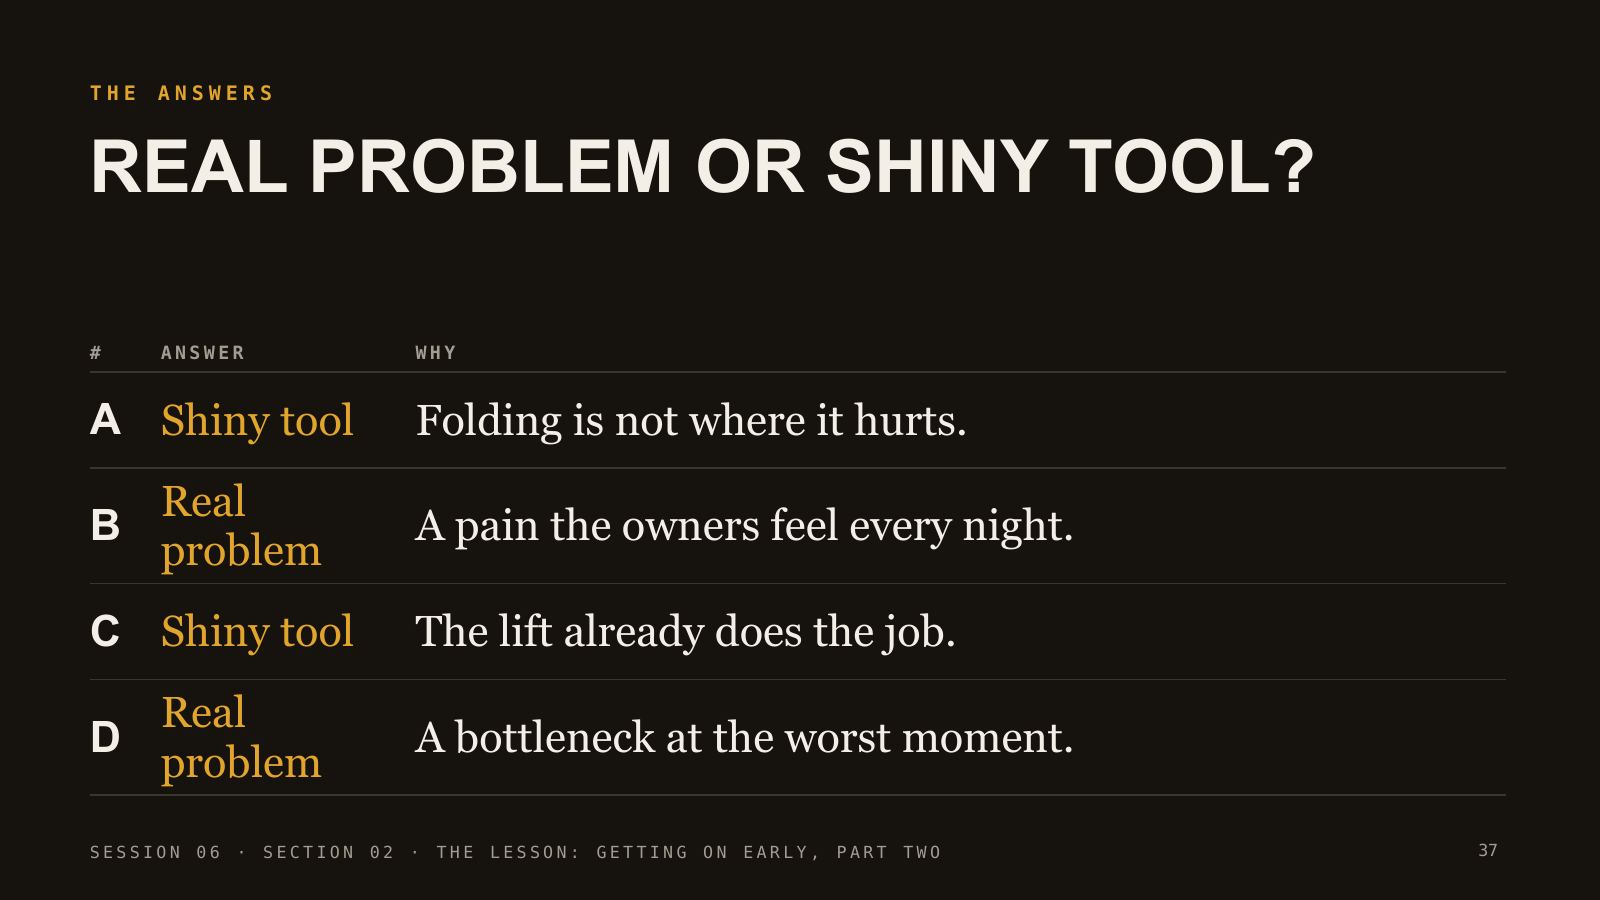 THE ANSWERS
REAL PROBLEM OR SHINY TOOL?
# ANSWER WHY
A Shiny tool Folding is not where it hurts.
B Real problem A pain the owners feel every night.
C Shiny tool The lift already does the job.
D Real problem A bottleneck at the worst moment.
SESSION 06 · SECTION 02 · THE LESSON: GETTING ON EARLY, PART TWO 37